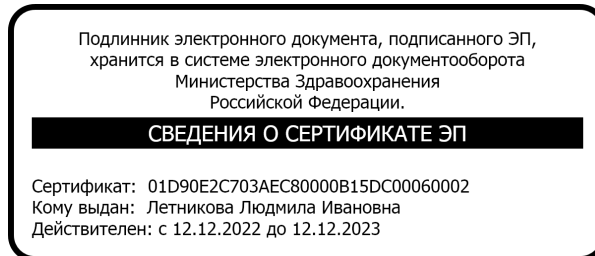 Подлинник электронного документа, подписанного ЭП,
хранится в системе электронного документооборота
Министерства Здравоохранения
Российской Федерации.
СВЕДЕНИЯ О СЕРТИФИКАТЕ ЭП
Сертификат: 01D90E2C703AEC80000B15DC00060002
Кому выдан: Летникова Людмила Ивановна
Действителен: с 12.12.2022 до 12.12.2023